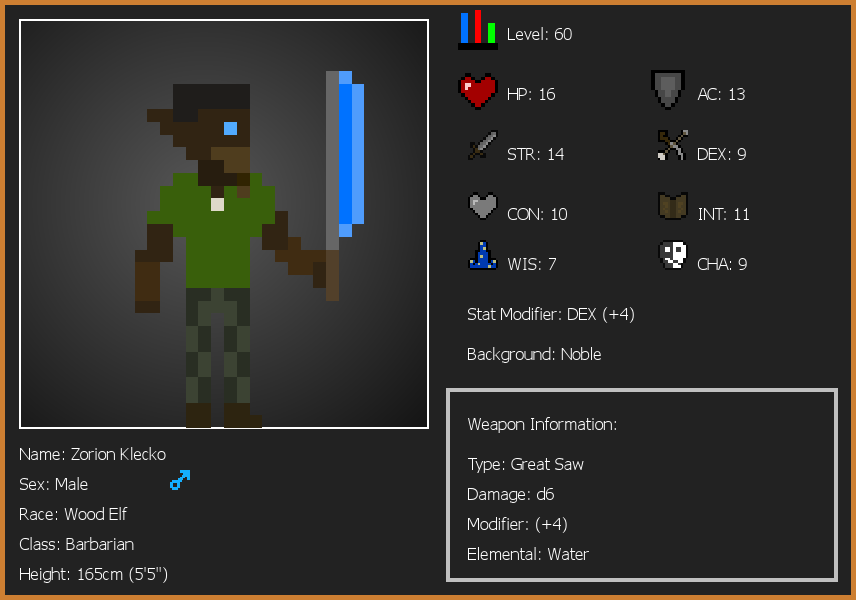 Level: 60
HP: 16
AC: 13
STR: 14
DEX: 9
CON: 10
INT: 11
WIS: 7
CHA: 9
Stat Modifier: DEX (+4)
Background: Noble
Weapon Information:
Type: Great Saw
Damage: d6
Modifier: (+4)
Elemental: Water
Name: Zorion Klecko
Sex: Male
Race: Wood Elf
Class: Barbarian
Height: 165cm (5'5")